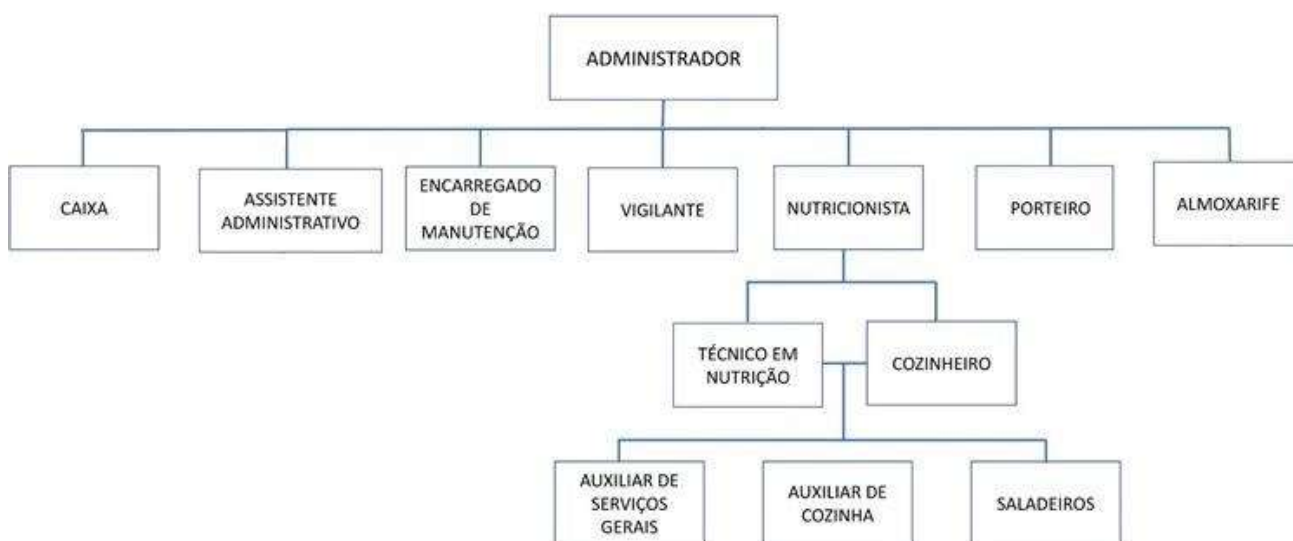 ADMINISTRADOR
CAIXA
ASSISTENTE
ADMINISTRATIVO
ENCARREGADO
DE
MANUTENÇÃO
VIGILANTE
NUTRICIONISTA
PORTEIRO
ALMOXARIFE
TÉCNICO EM
NUTRIÇÃO
COZINHEIRO
AUXILIAR DE
SERVIÇOS
GERAIS
AUXILIAR DE
COZINHA
SALADEIROS